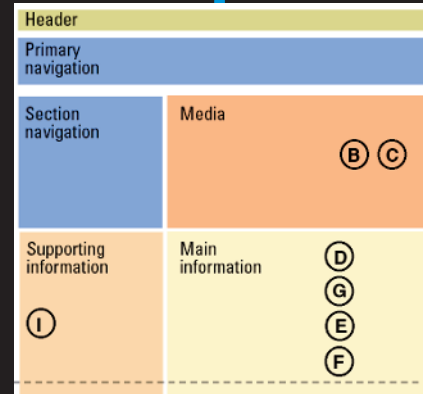 Header
Primary
navigation
Section
navigation
Media
B C
Supporting
information
I
Main
information
D
G
E
F